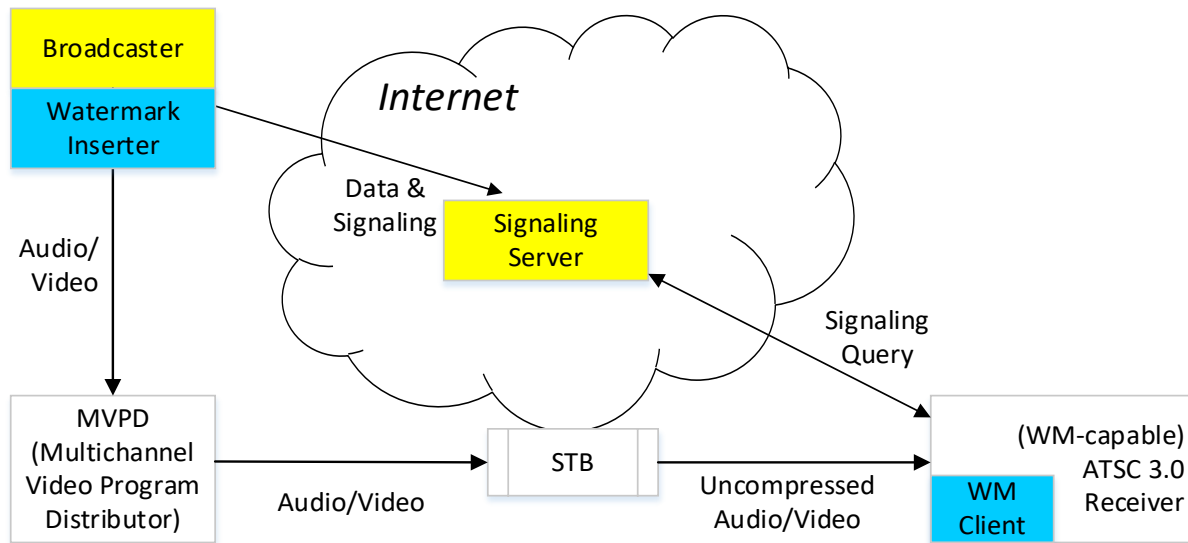 Broadcaster
Watermark
Inserter
Internet
Data &
Signaling
Signaling
Server
Audio/
Video
Signaling
Query
MVPD
(Multichannel
Video Program
Distributor)
Audio/Video
STB
Uncompressed
Audio/Video
(WM-capable)
ATSC 3.0
Receiver
WM
Client